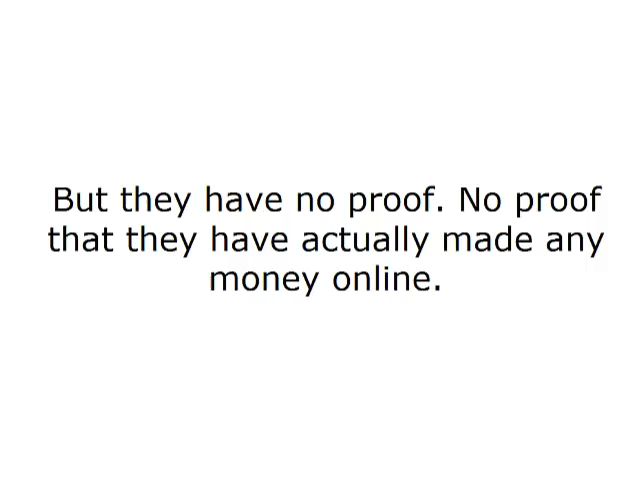 But they have no proof. No proof
that they have actually made any
money online.